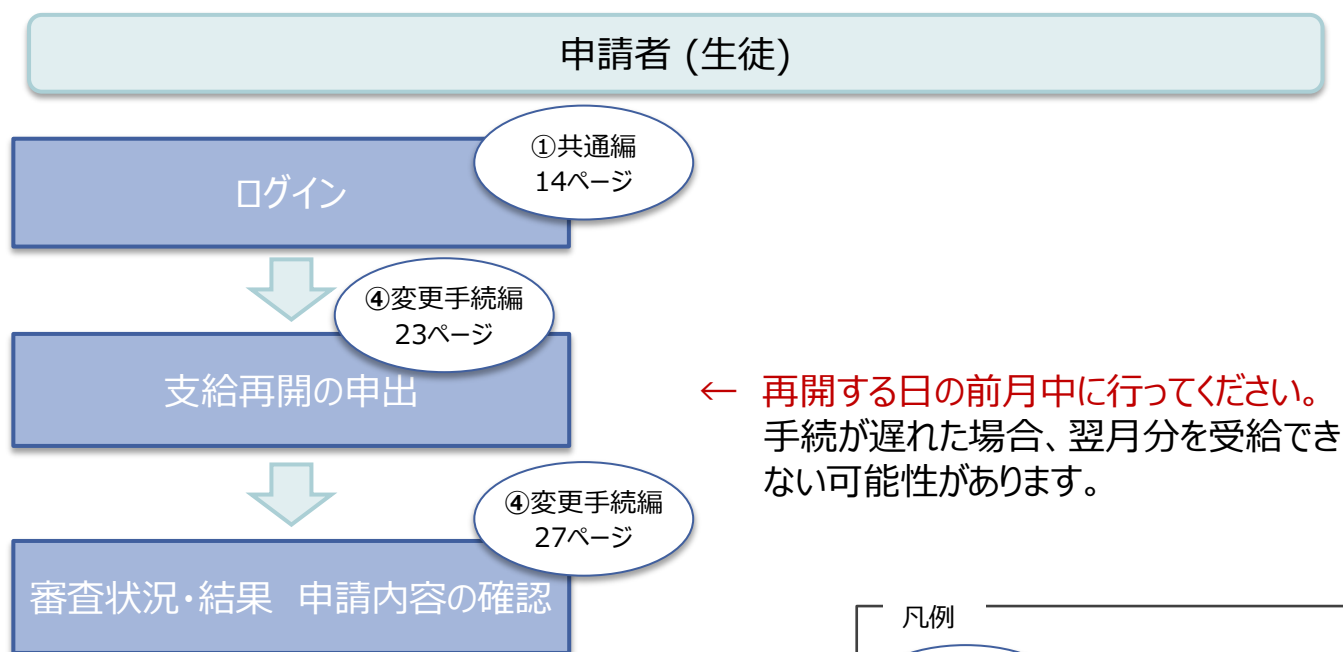 申請者 (生徒)
①共通編
14ページ
ログイン
④変更手続編
23ページ
支給再開の申出
← 再開する日の前月中に行ってください。
手続が遅れた場合、翌月分を受給でき
ない可能性があります。
④変更手続編
27ページ
審査状況・結果　申請内容の確認
凡例